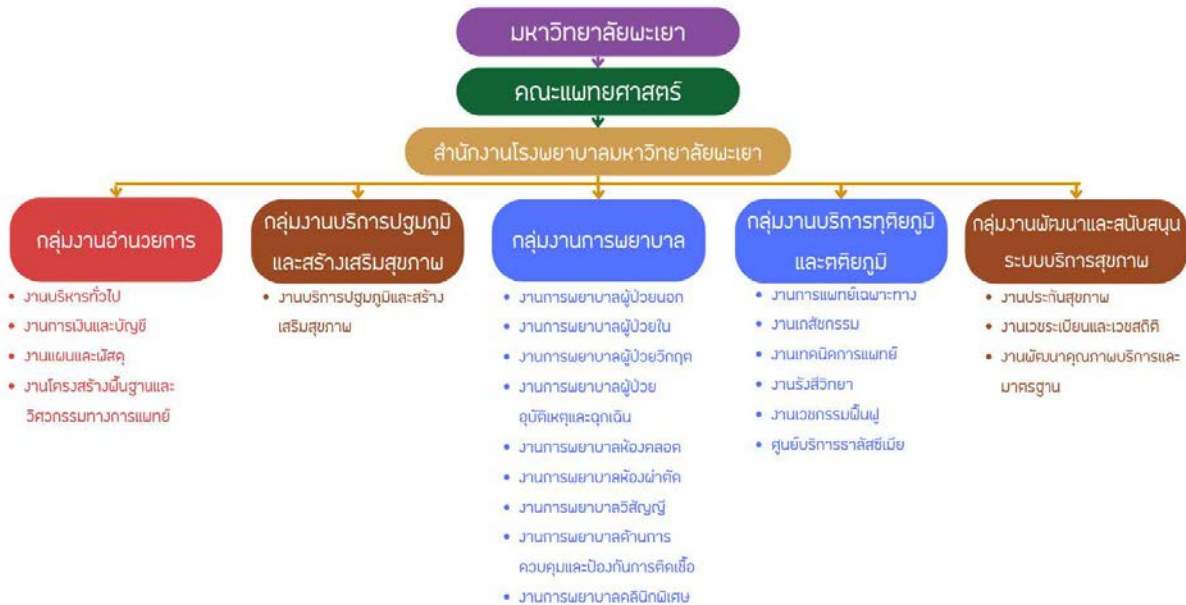 มหาวิทยาลัยพะเยา
คณะแพทยศาสตร์
สำนักงานโรงพยาบาลมหาวิทยาลัยพะเยา
กลุ่มงานอำนวยการ
• งานบริหารทั่วไป
• งานการเงินและบัญชี
• งานแผนและพัสดุ
• งานโครงสร้างพื้นฐานและ
วิศวกรรมทางการแพทย์
กลุ่มงานบริการปฐมภูมิ
และสร้างเสริมสุขภาพ
• งานบริการปฐมภูมิและสร้าง
เสริมสุขภาพ
กลุ่มงานการพยาบาล
• งานการพยาบาลผู้ป่วยนอก
• งานการพยาบาลผู้ป่วยใน
• งานการพยาบาลผู้ป่วยวิกฤต
• งานการพยาบาลผู้ป่วย
อุบัติเหตุและฉุกเฉิน
• งานการพยาบาลห้องคลอด
• งานการพยาบาลห้องผ่าตัด
• งานการพยาบาลวิสัญญี
• งานการพยาบาลด้านการ
ควบคุมและป้องกันการติดเชื้อ
• งานการพยาบาลคลินิกพิเศษ
กลุ่มงานบริการทุติยภูมิ
และตติยภูมิ
• งานการแพทย์เฉพาะทาง
• งานเภสัชกรรม
• งานเทคนิคการแพทย์
• งานรังสีวิทยา
• งานเวชกรรมฟื้นฟู
• ศูนย์บริการธาลัสซีเมีย
กลุ่มงานพัฒนาและสนับสนุน
ระบบบริการสุขภาพ
• งานประกันสุขภาพ
• งานเวชระเบียนและเวชสถิติ
• งานพัฒนาคุณภาพบริการและ
มาตรฐาน